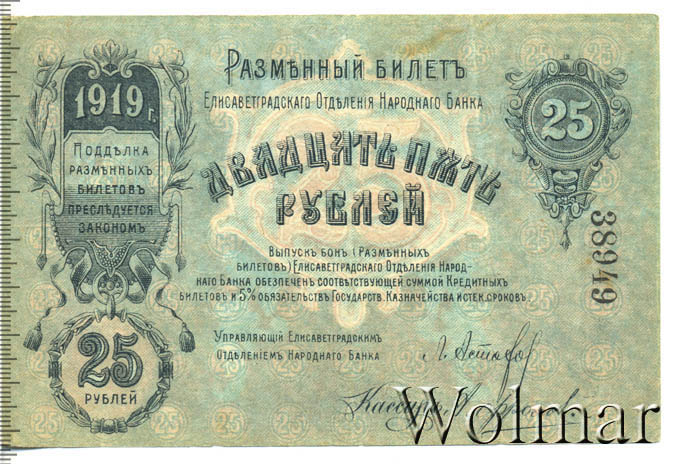 25
1919 г.
Поддѣлка
размѣнныхъ
билетовъ
преслѣдуется
закономъ
25
рублей
Размѣнный билетъ
Елисаветградскаго Отдѣленія Народнаго Банка
Двадцать пять
рублей
Выпускъ бонъ (размѣнныхъ
билетовъ) Елисаветградскаго Отдѣленія Народ-
наго Банка обезпеченъ соотвѣтствующей суммой Кредитныхъ
билетовъ и 5% обязательствъ Государств. Казначейства истек. сроковъ.
Управляющій Елисаветградскимъ
Отдѣленіемъ Народнаго Банка
Кассиръ
25
38949
Wolmar